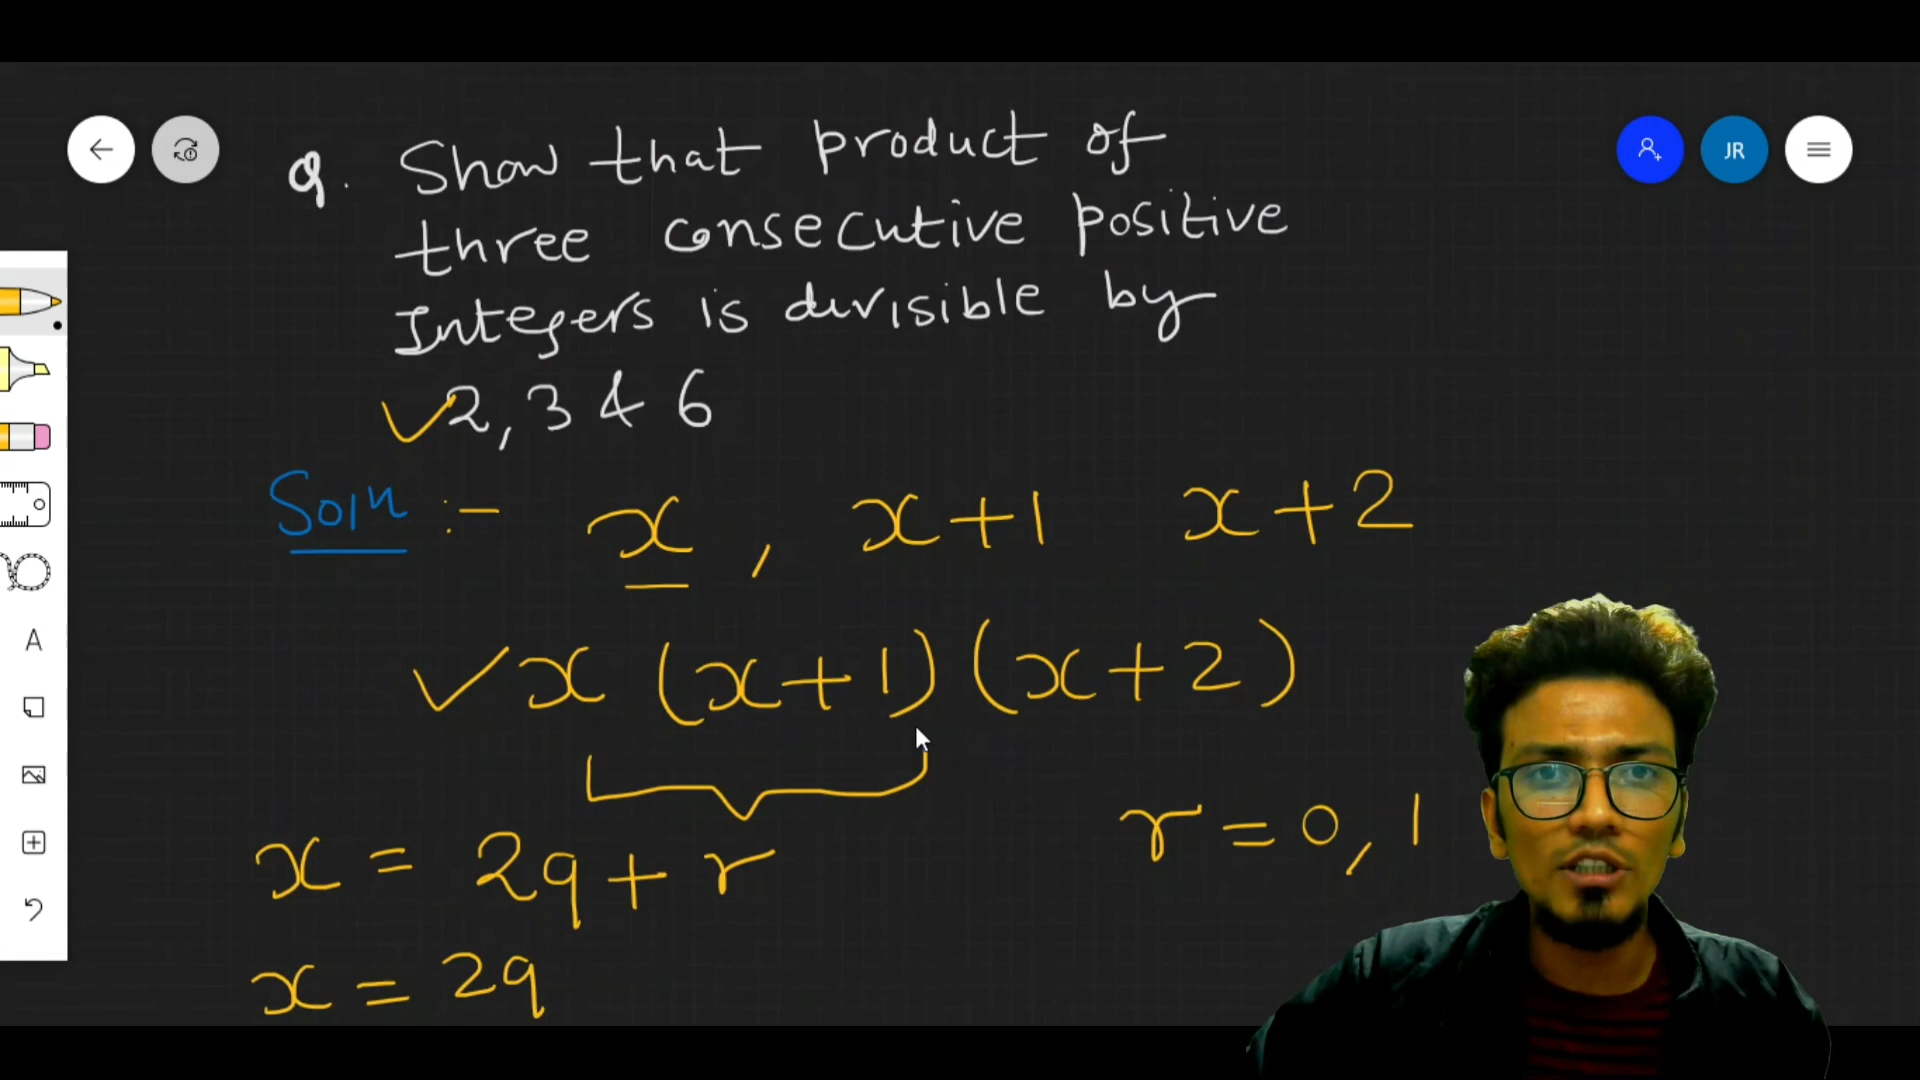 JR
Q. Show that product of
three consecutive positive
Integers is divisible by
✓2, 3 & 6
Soln :- x , x+1 x+2
✓x (x+1) (x+2)
x = 2q + r r = 0, 1
x = 2q
A